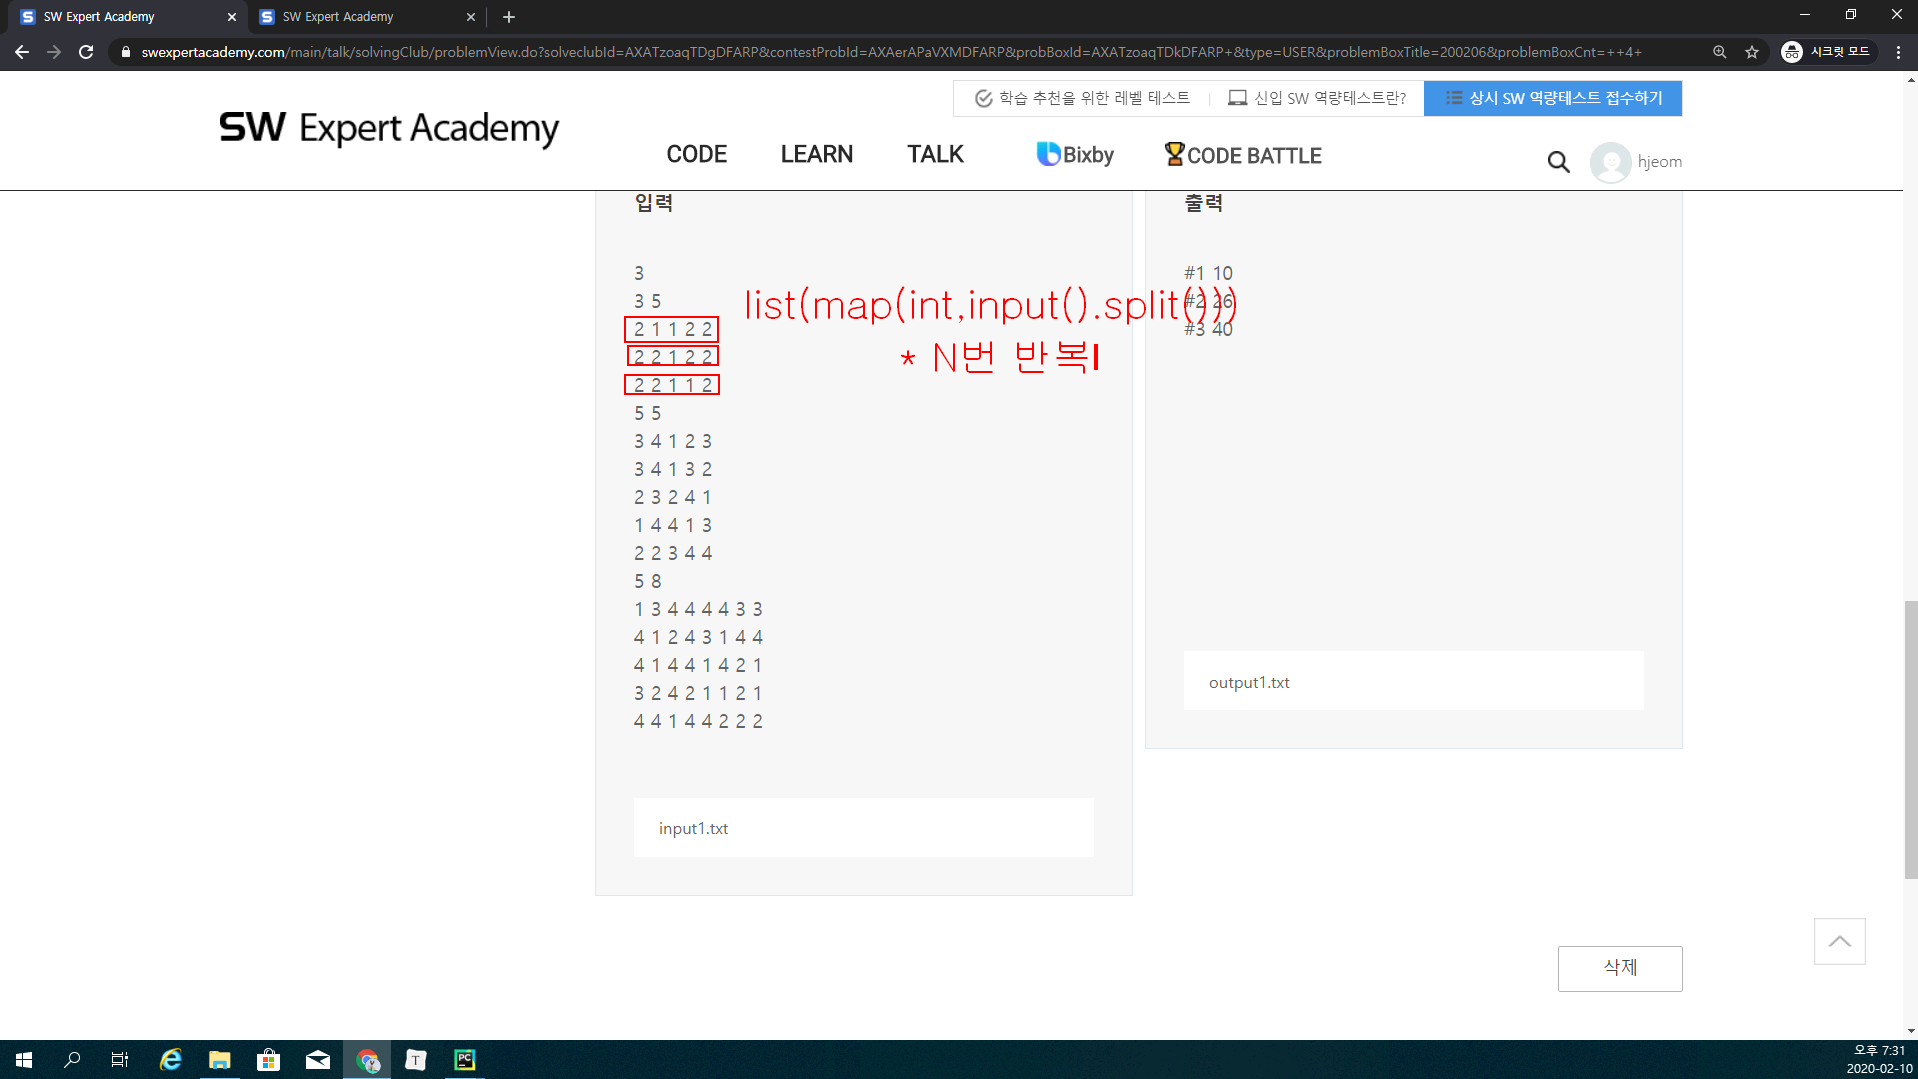 SW Expert Academy
SW Expert Academy
swexpertacademy.com/main/talk/solvingClub/problemView.do?solveclubId=AXATzoaqTDgDFARP&contestProbId=AXAerAPaVXMDFARP&probBoxId=AXATzoaqTDkDFARP+&type=USER&problemBoxTitle=200206&problemBoxCnt=++4+
시크릿 모드
학습 추천을 위한 레벨 테스트
신입 SW 역량테스트란?
상시 SW 역량테스트 접수하기
SW Expert Academy
CODE LEARN TALK Bixby CODE BATTLE
hjeom
입력
3
3 5
2 1 1 2 2
2 2 1 2 2
2 2 1 1 2
5 5
3 4 1 2 3
3 4 1 3 2
2 3 2 4 1
1 4 4 1 3
2 2 3 4 4
5 8
1 3 4 4 4 4 3 3
4 1 2 4 3 1 4 4
4 1 4 4 1 4 2 1
3 2 4 2 1 1 2 1
4 4 1 4 4 2 2 2
input1.txt
list(map(int,input().split()))
* N번 반복
출력
#1 10
#2 26
#3 40
output1.txt
삭제
T
PC
오후 7:31
2020-02-10